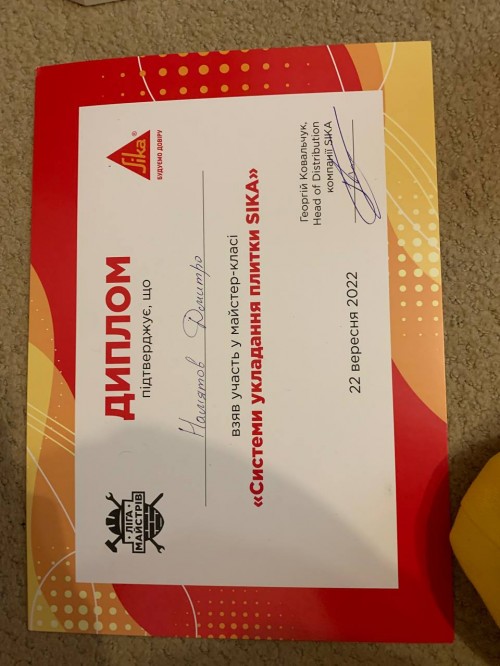 ЛІГА
МАЙСТРІВ
Sika®
БУДУЄМО ДОВІРУ
ДИПЛОМ
підтверджує, що
Дмитро
взяв участь у майстер-класі
«Системи укладання плитки SIKA»
22 вересня 2022
Георгій Ковальчук,
Head of Distribution
компанії SIKA